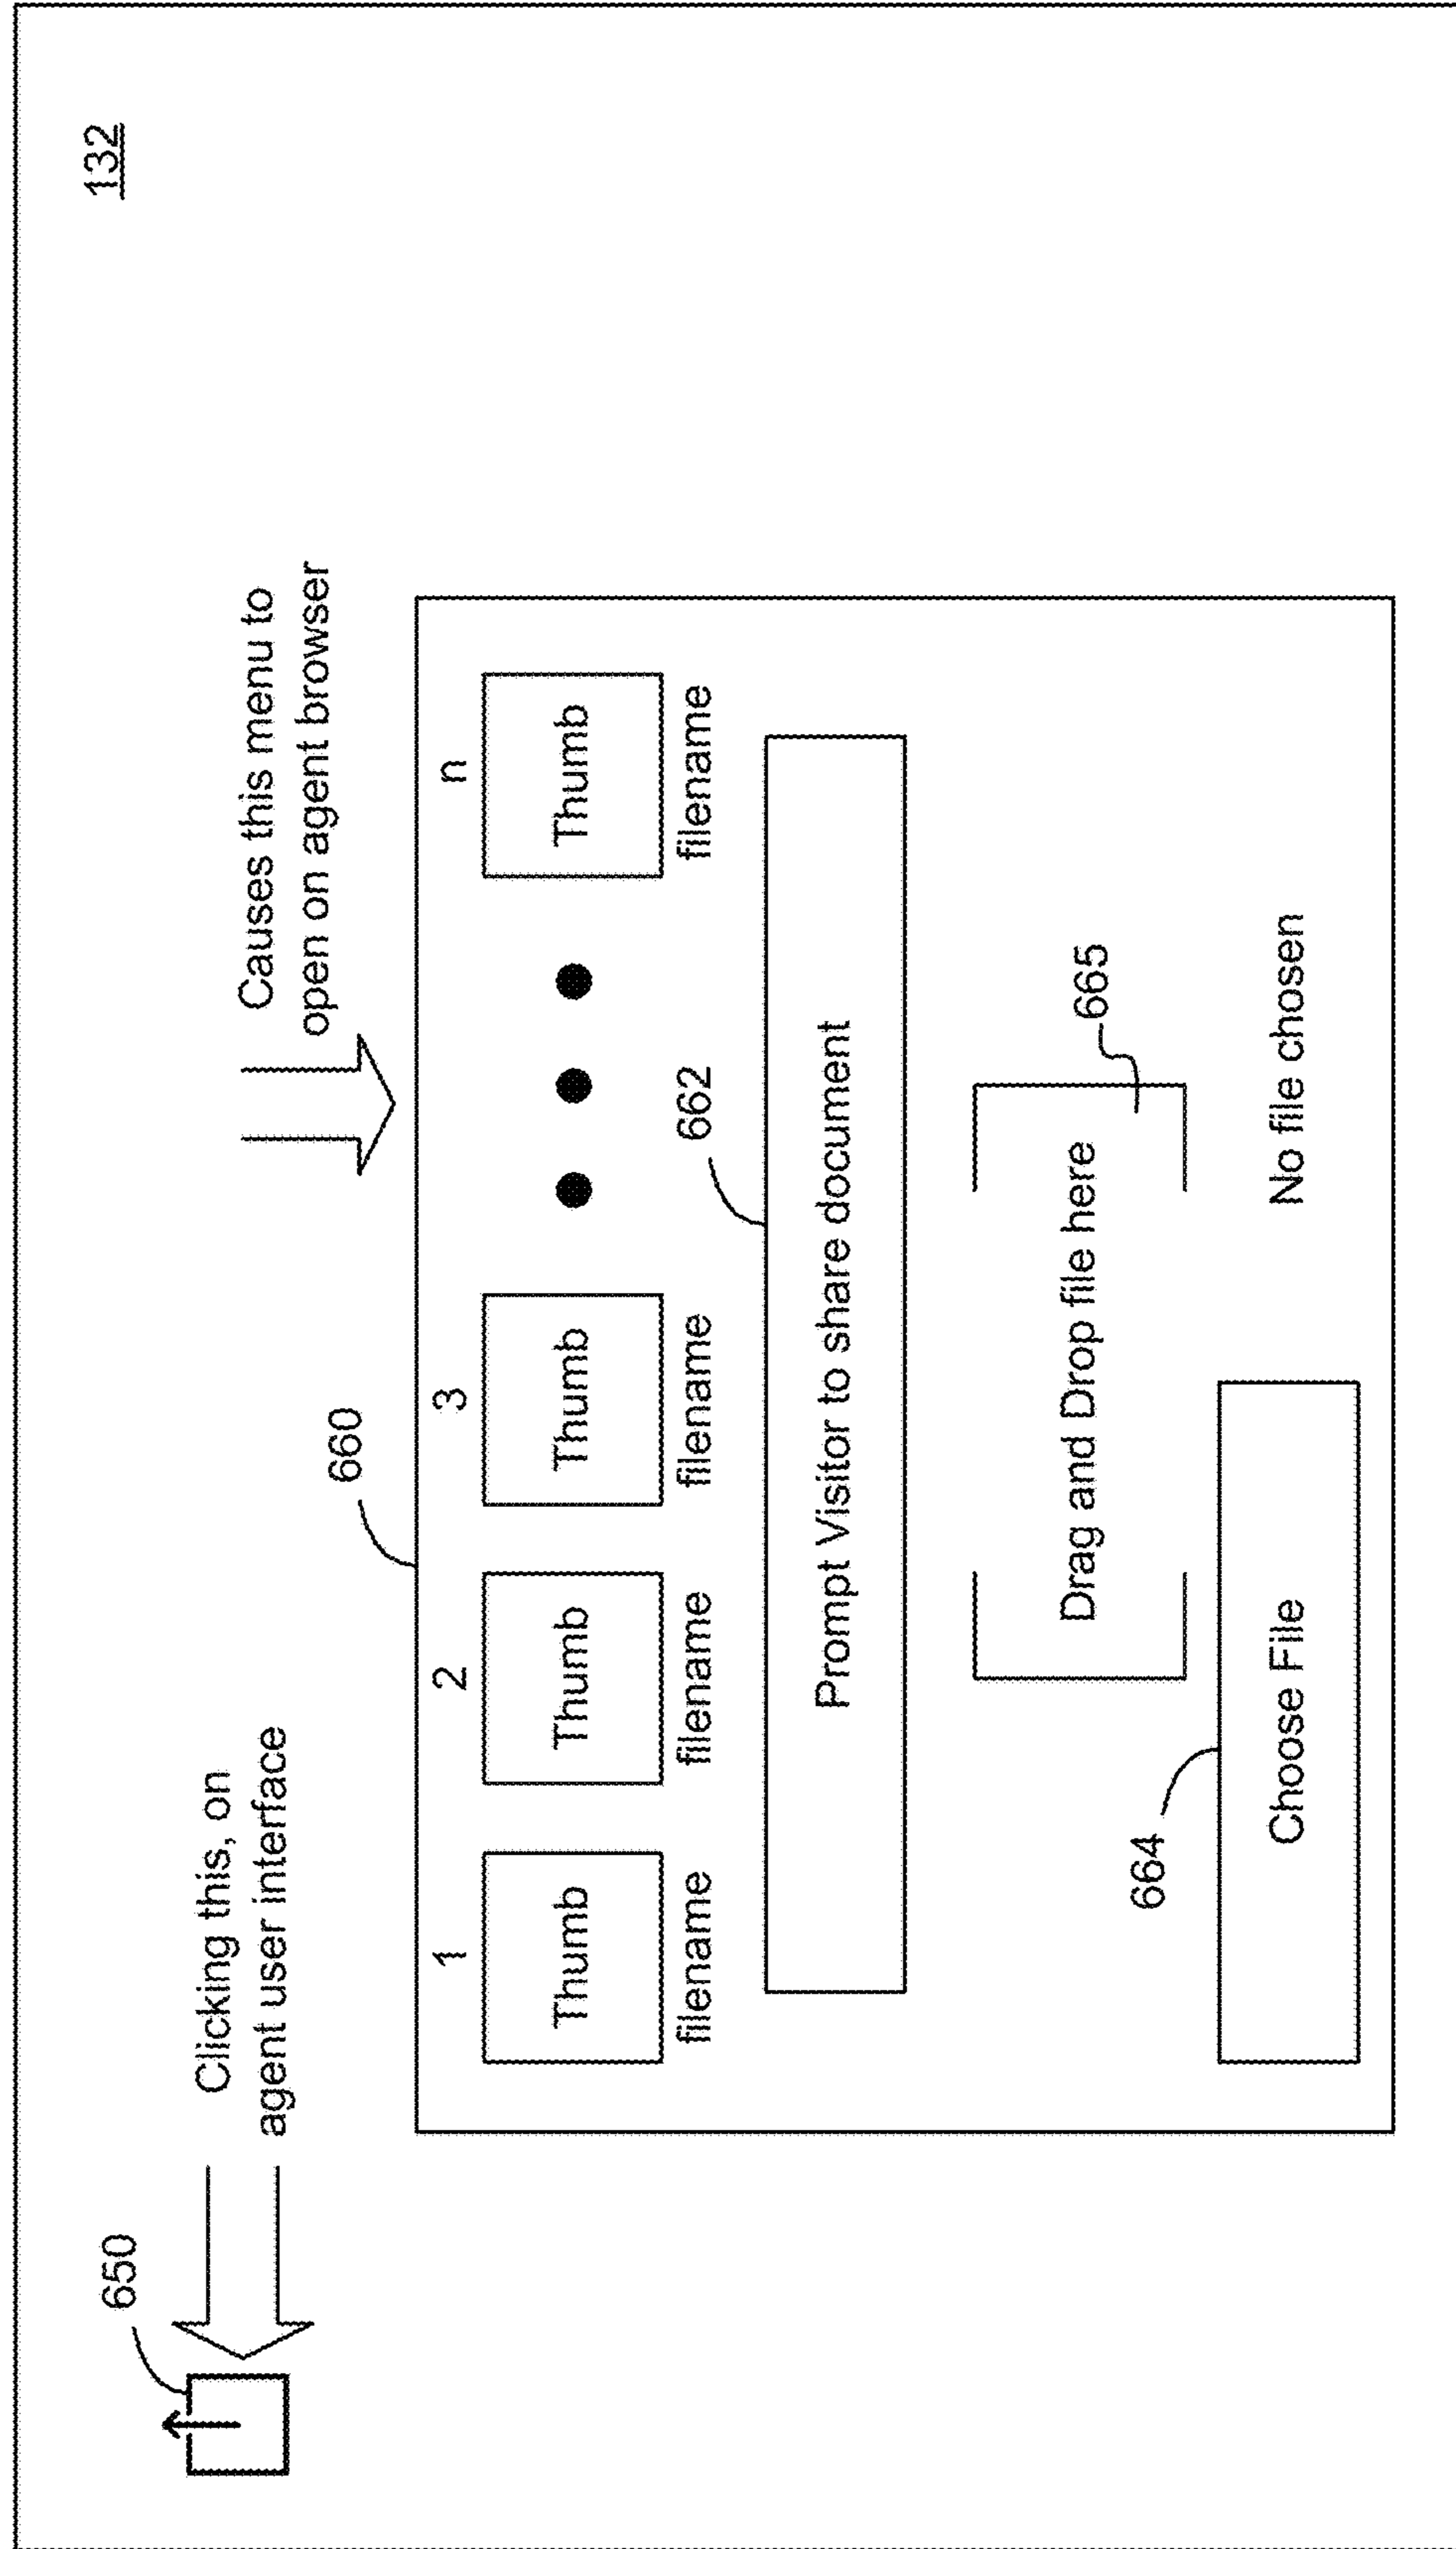 132
650
Clicking this, on
agent user interface
Causes this menu to
open on agent browser
660
1
2
3
n
Thumb
Thumb
Thumb
Thumb
filename
filename
filename
filename
662
Prompt Visitor to share document
665
Drag and Drop file here
664
Choose File
No file chosen